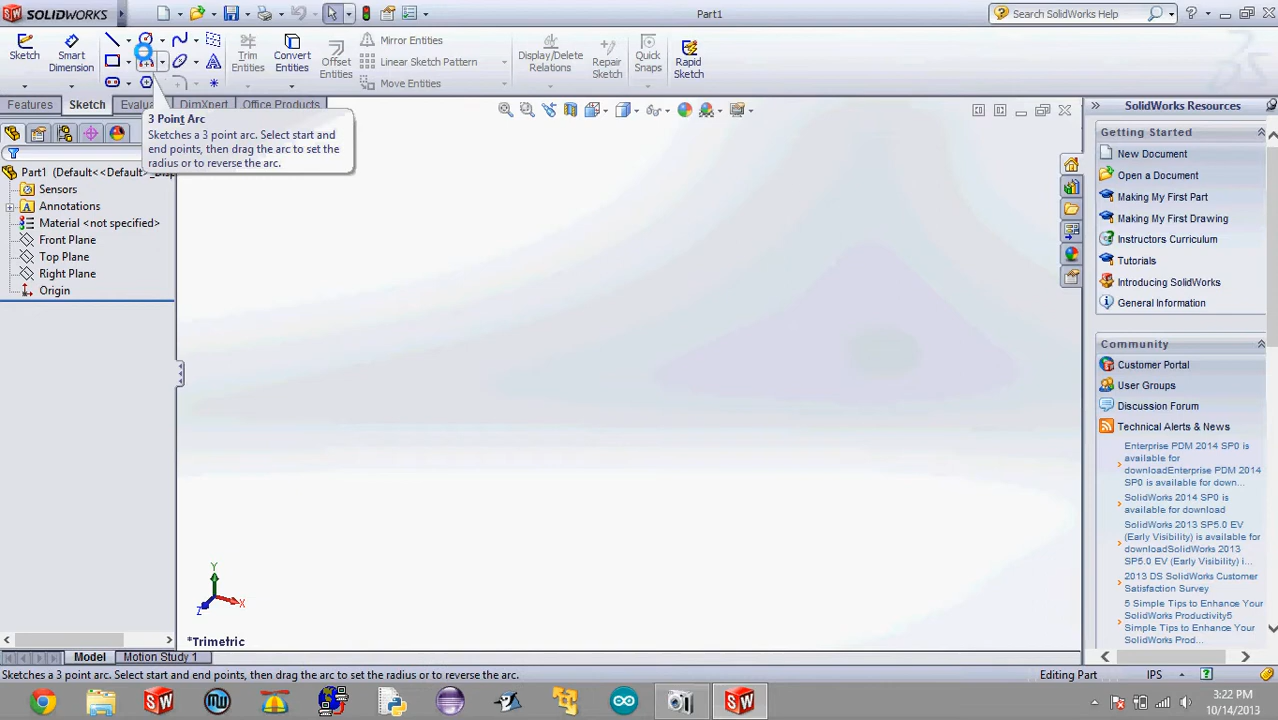 SOLIDWORKS
Part1
Search SolidWorks Help
Sketch
Smart Dimension
Trim Entities
Convert Entities
Offset Entities
Mirror Entities
Linear Sketch Pattern
Move Entities
Display/Delete Relations
Repair Sketch
Quick Snaps
Rapid Sketch
Features
Sketch
Evalua
DimXpert
Office Products
3 Point Arc
Sketches a 3 point arc. Select start and
end points, then drag the arc to set the
radius or to reverse the arc.
Part1 (Default<<Default>_Disp
Sensors
Annotations
Material <not specified>
Front Plane
Top Plane
Right Plane
Origin
Y
X
Z
*Trimetric
SolidWorks Resources
Getting Started
New Document
Open a Document
Making My First Part
Making My First Drawing
Instructors Curriculum
Tutorials
Introducing SolidWorks
General Information
Community
Customer Portal
User Groups
Discussion Forum
Technical Alerts & News
Enterprise PDM 2014 SP0 is
available for
downloadEnterprise PDM 2014
SP0 is available for down...
SolidWorks 2014 SP0 is
available for download
SolidWorks 2013 SP5.0 EV
(Early Visibility) is available for
downloadSolidWorks 2013
SP5.0 EV (Early Visibility) i...
2013 DS SolidWorks Customer
Satisfaction Survey
5 Simple Tips to Enhance Your
SolidWorks Productivity5
Simple Tips to Enhance Your
SolidWorks Prod...
Model
Motion Study 1
Sketches a 3 point arc. Select start and end points, then drag the arc to set the radius or to reverse the arc.
Editing Part
IPS
3:22 PM
10/14/2013